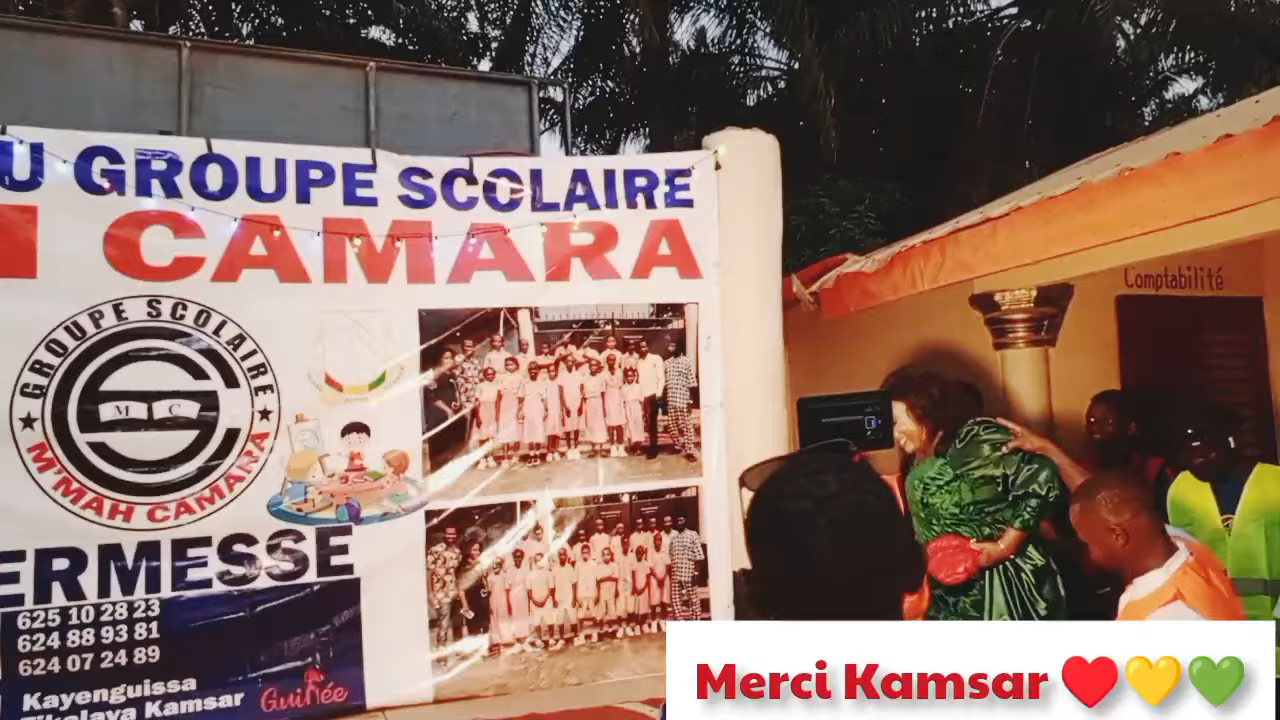 U GROUPE SCOLAIRE
CAMARA
GROUPE SCOLAIRE
M C
M'MAH CAMARA
ERMESSE
625 10 28 23
624 88 93 81
624 07 24 89
Kayenguissa
Kamsar
Guinée
Comptabilité
Merci Kamsar ❤️💛💚